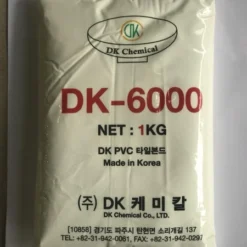 DK
DK Chemical
DK-6000
NET : 1KG
DK PVC 타일본드
Made in Korea
(주) DK 케미칼
DK Chemical Co., LTD.
[10858] 경기도 파주시 탄현면 소리개길 137
TEL: +82-31-942-0061, FAX: +82-31-942-0297